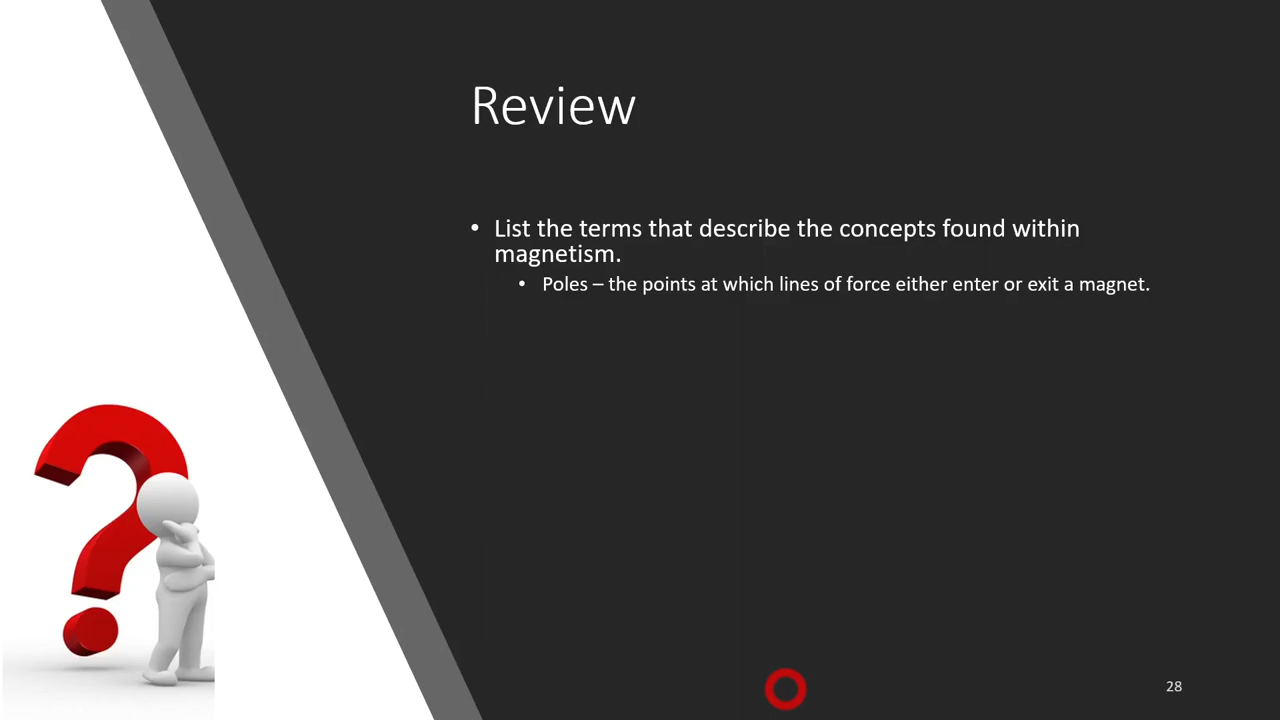 Review
• List the terms that describe the concepts found within
magnetism.
• Poles – the points at which lines of force either enter or exit a magnet.
28